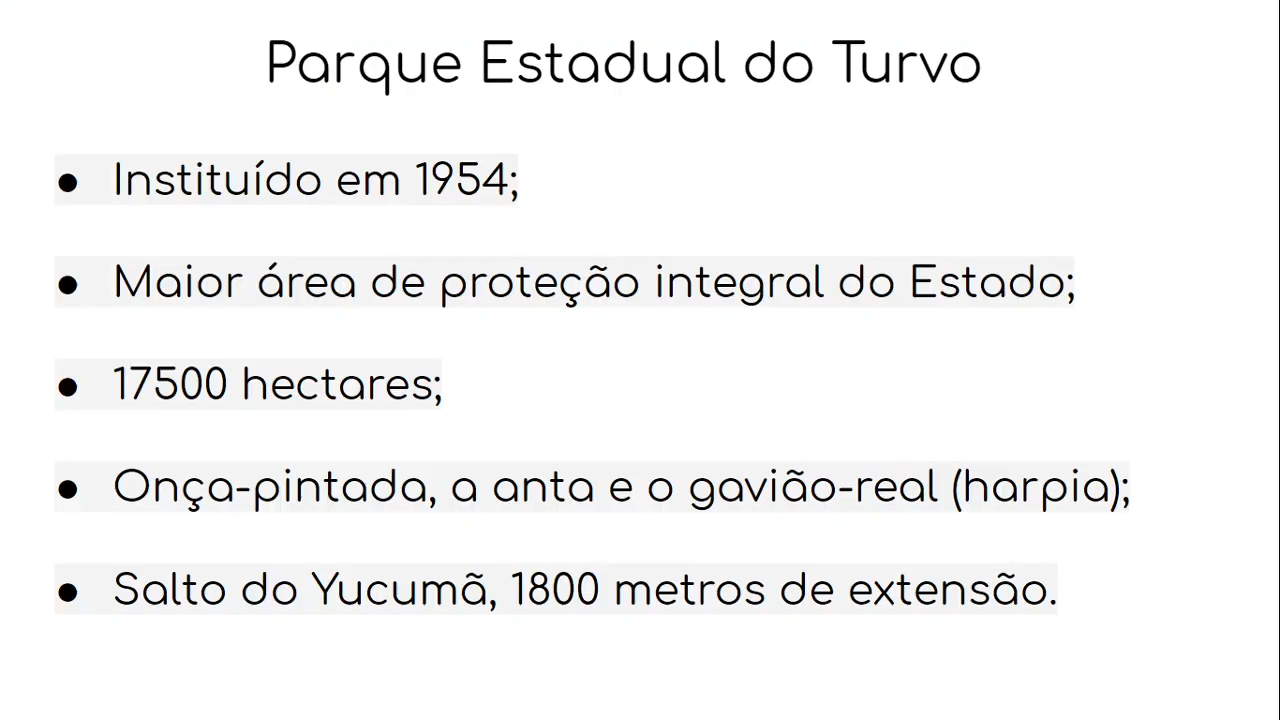 Parque Estadual do Turvo
● Instituído em 1954;
● Maior área de proteção integral do Estado;
● 17500 hectares;
● Onça-pintada, a anta e o gavião-real (harpia);
● Salto do Yucumã, 1800 metros de extensão.